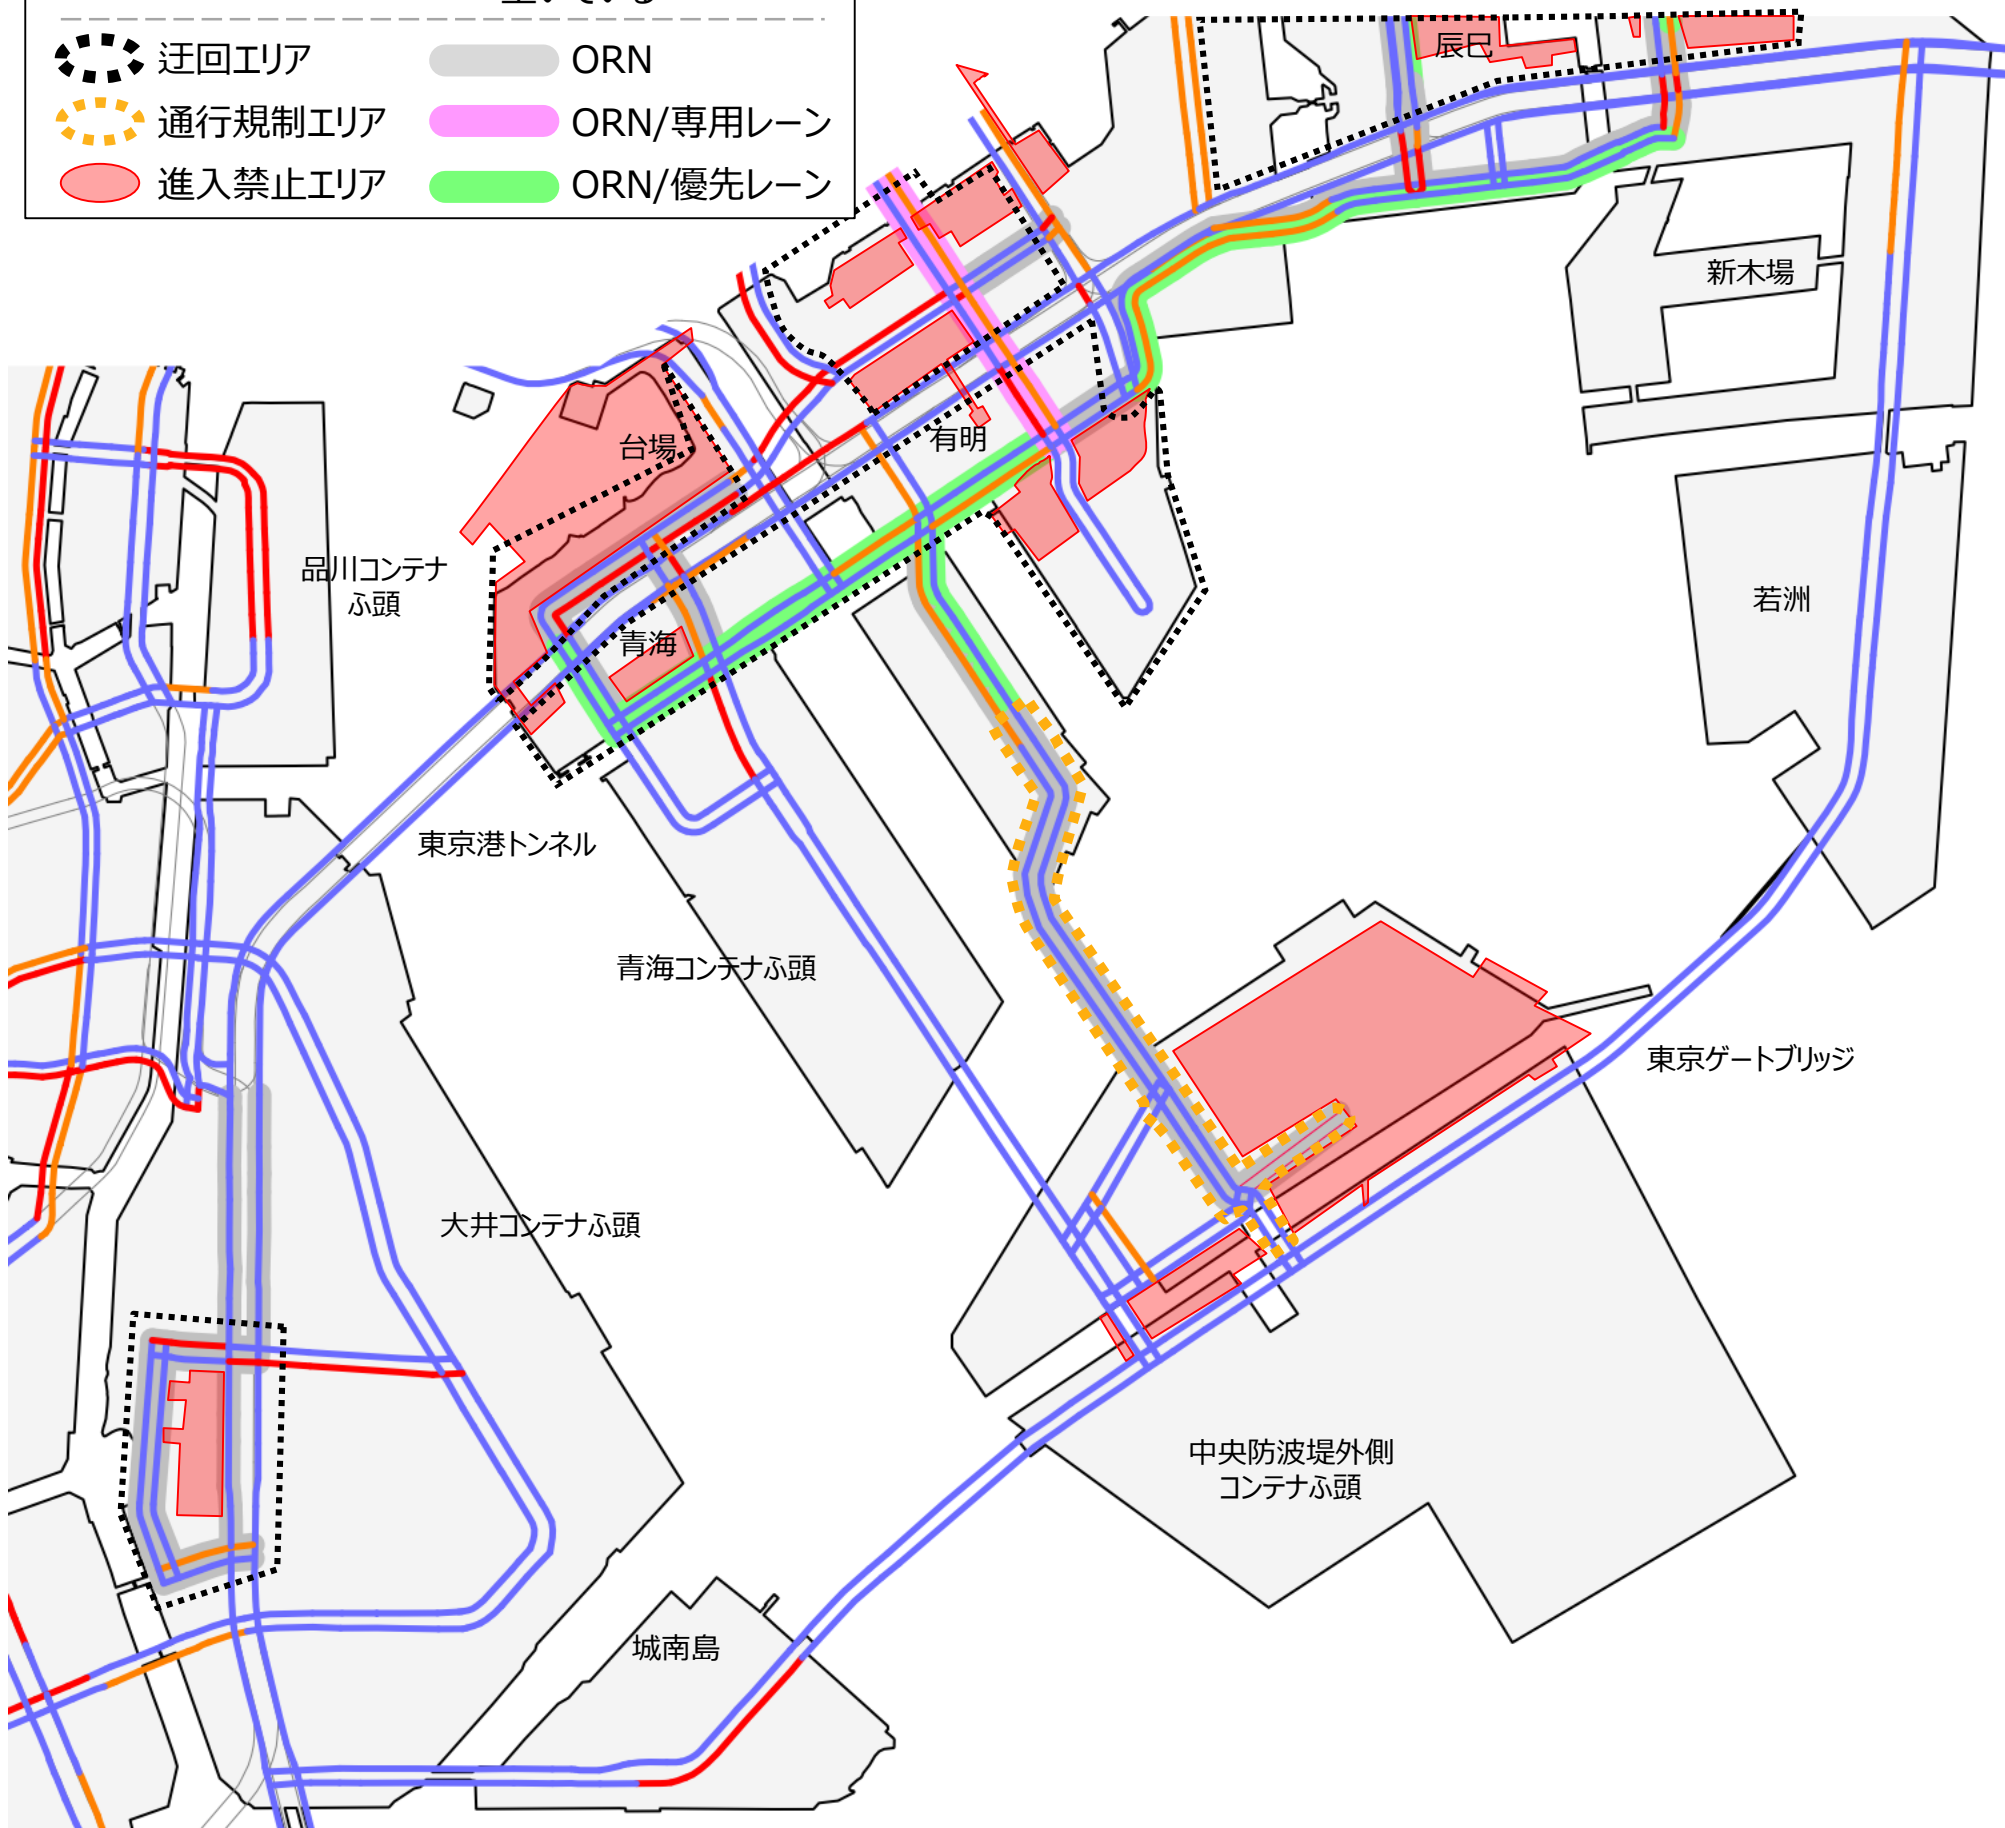 迂回エリア
ORN
通行規制エリア
ORN/専用レーン
進入禁止エリア
ORN/優先レーン
辰巳
新木場
台場
有明
品川コンテナ
ふ頭
若洲
青海
東京港トンネル
青海コンテナふ頭
東京ゲートブリッジ
大井コンテナふ頭
中央防波堤外側
コンテナふ頭
城南島